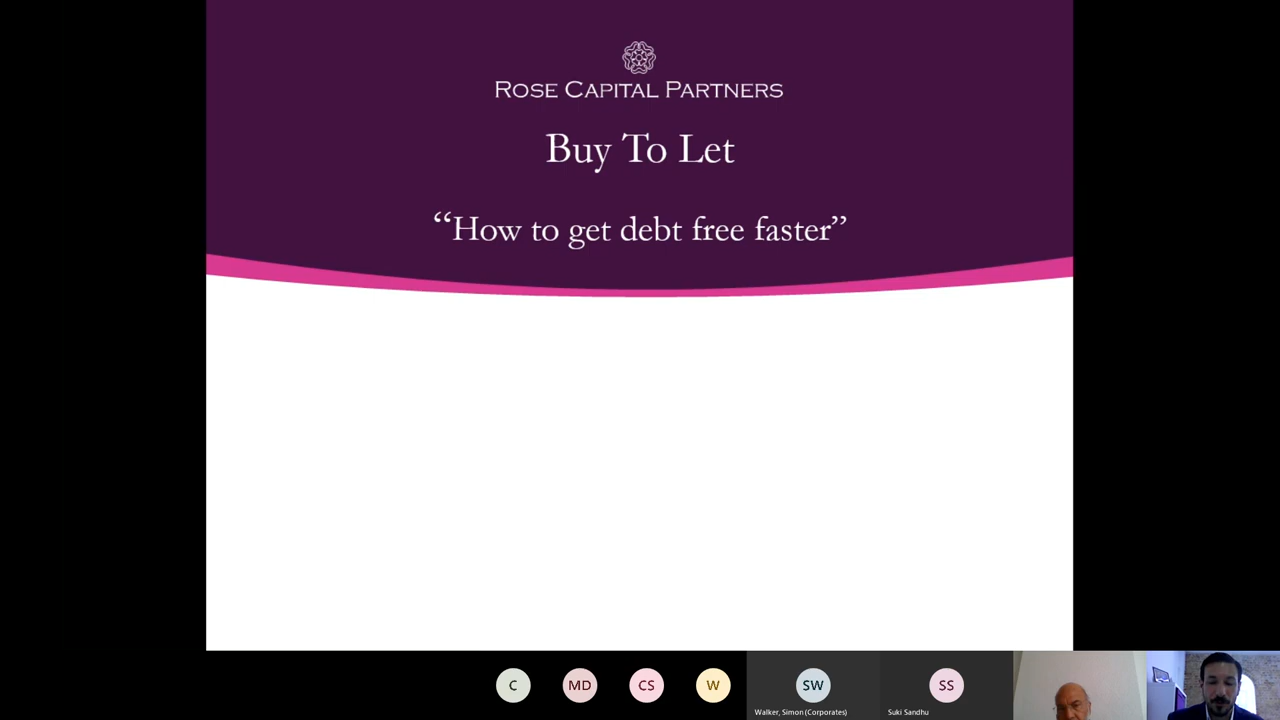 ROSE CAPITAL PARTNERS
Buy To Let
“How to get debt free faster”
C
MD
CS
W
SW
SS
Walker, Simon (Corporates)
Suki Sandhu